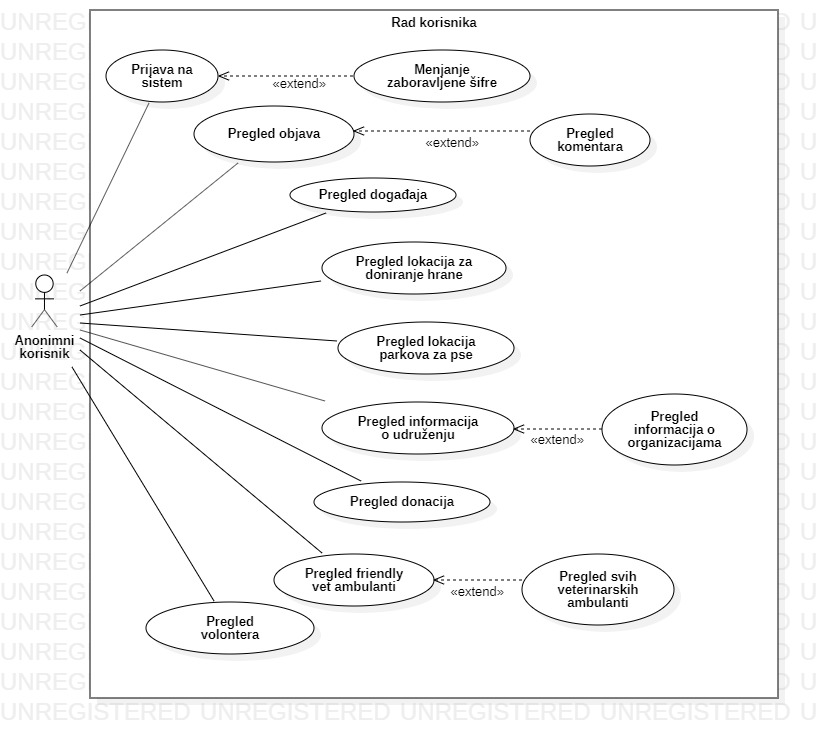 Rad korisnika
Prijava na
sistem
«extend»
Menjanje
zaboravljene šifre
Pregled objava
«extend»
Pregled
komentara
Pregled događaja
Pregled lokacija za
doniranje hrane
Anonimni
korisnik
Pregled lokacija
parkova za pse
Pregled informacija
o udruženju
«extend»
Pregled
informacija o
organizacijama
Pregled donacija
Pregled friendly
vet ambulanti
«extend»
Pregled svih
veterinarskih
ambulanti
Pregled
volontera
UNREGISTERED UNREGISTERED UNREGISTERED UNREGISTERED U